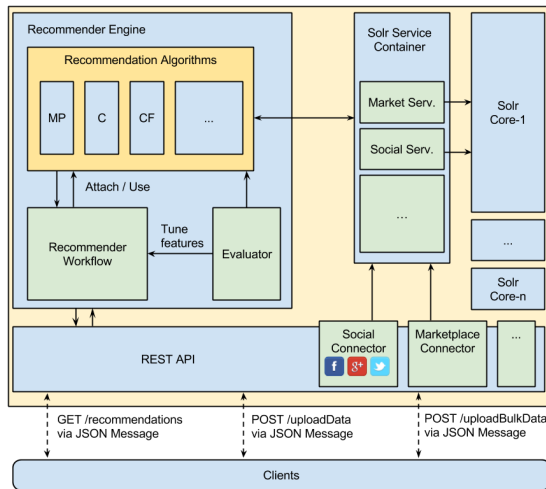 Recommender Engine
Recommendation Algorithms
MP
C
CF
...
Attach / Use
Recommender
Workflow
Tune
features
Evaluator
Solr Service
Container
Market Serv.
Social Serv.
...
Solr
Core-1
...
Solr
Core-n
REST API
Social
Connector
f
g+
Marketplace
Connector
...
GET /recommendations
via JSON Message
POST /uploadData
via JSON Message
POST /uploadBulkData
via JSON Message
Clients